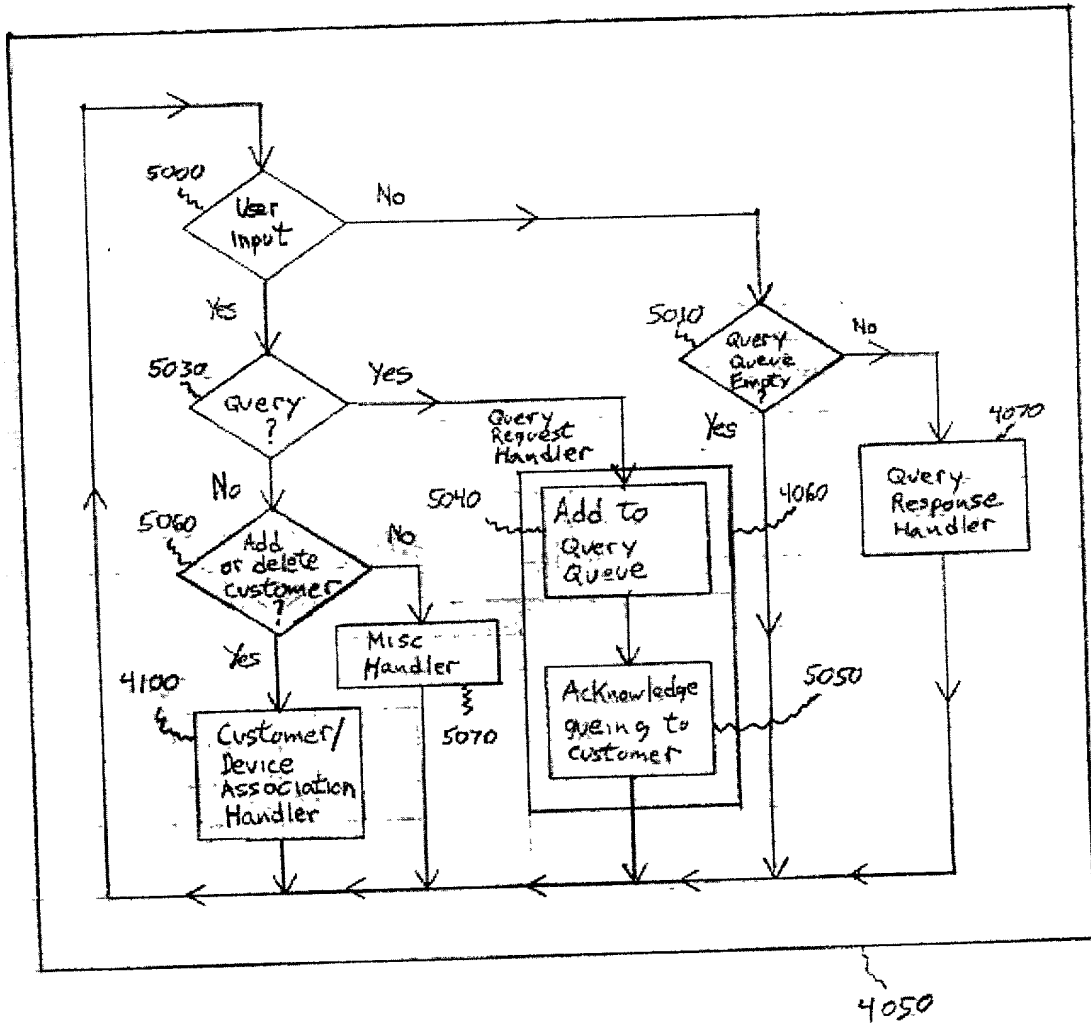 5000
User
Input
No
Yes
5010
Query
Queue
Empty
?
No
Yes
5030
Query
?
Yes
No
Query
Request
Handler
4070
Query
Response
Handler
5040
Add to
Query
Queue
4060
5060
Add
or delete
customer
?
No
Yes
Misc
Handler
5070
Acknowledge
queing to
customer
5050
4100
Customer/
Device
Association
Handler
4050